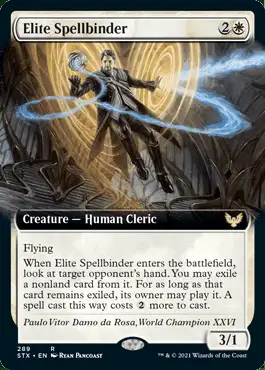 Elite Spellbinder 2
Creature — Human Cleric
Flying
When Elite Spellbinder enters the battlefield,
look at target opponent's hand. You may exile
a nonland card from it. For as long as that
card remains exiled, its owner may play it. A
spell cast this way costs 2 more to cast.
Paulo Vitor Damo da Rosa, World Champion XXVI
3/1
289 R
STX • EN Ryan Pancoast
™ & © 2021 Wizards of the Coast